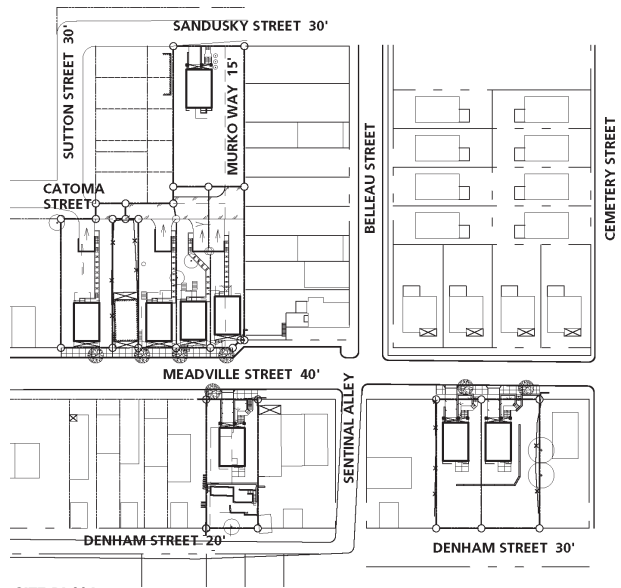 SANDUSKY STREET 30'
SUTTON STREET 30'
MURKO WAY 15'
CATOMA
STREET
BELLEAU STREET
CEMETERY STREET
MEADVILLE STREET 40'
SENTINAL ALLEY
DENHAM STREET 20'
DENHAM STREET 30'